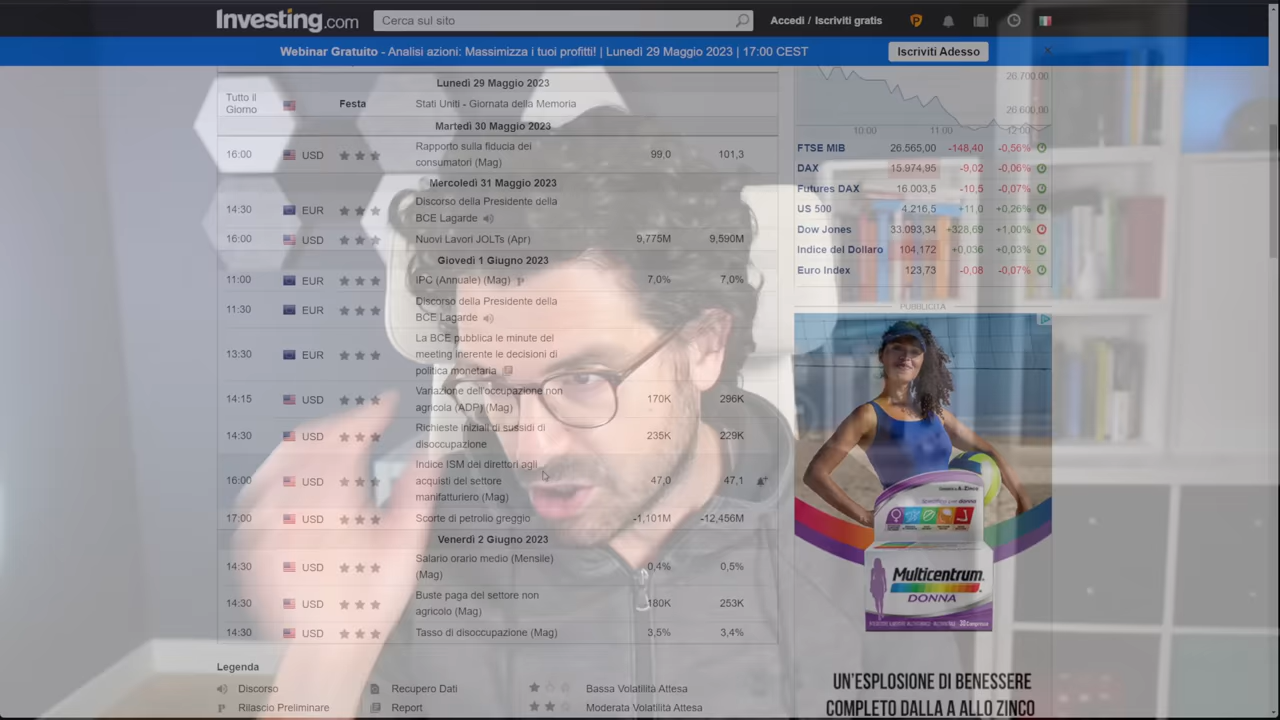 Investing.com
Cerca sul sito
Accedi / Iscriviti gratis
Webinar Gratuito - Analisi azioni: Massimizza i tuoi profitti! | Lunedì 29 Maggio 2023 | 17:00 CEST
Iscriviti Adesso
Lunedì 29 Maggio 2023
Tutto il Giorno Festa Stati Uniti - Giornata della Memoria
Martedì 30 Maggio 2023
16:00 USD Rapporto sulla fiducia dei
consumatori (Mag) 99,0 101,3
Mercoledì 31 Maggio 2023
14:30 EUR Discorso della Presidente della
BCE Lagarde
16:00 USD Nuovi Lavori JOLTs (Apr) 9,775M 9,590M
Giovedì 1 Giugno 2023
11:00 EUR IPC (Annuale) (Mag) 7,0% 7,0%
11:30 EUR Discorso della Presidente della
BCE Lagarde
13:30 EUR La BCE pubblica le minute del
meeting inerente le decisioni di
politica monetaria
14:15 USD Variazione dell'occupazione non
agricola (ADP) (Mag) 170K 296K
14:30 USD Richieste iniziali di sussidi di
disoccupazione 235K 229K
16:00 USD Indice ISM dei direttori agli
acquisti del settore
manifatturiero (Mag) 47,0 47,1
17:00 USD Scorte di petrolio greggio -1,101M -12,456M
Venerdì 2 Giugno 2023
14:30 USD Salario orario medio (Mensile)
(Mag) 0,4% 0,5%
14:30 USD Buste paga del settore non
agricolo (Mag) 180K 253K
14:30 USD Tasso di disoccupazione (Mag) 3,5% 3,4%
Legenda
Discorso Recupero Dati Bassa Volatilità Attesa
P Rilascio Preliminare Report Moderata Volatilità Attesa
26.700,00
26.600,00
10:00 11:00 12:00
FTSE MIB 26.565,00 -148,40 -0,56%
DAX 15.974,95 -9,02 -0,06%
Futures DAX 16.003,5 -10,5 -0,07%
US 500 4.216,5 +11,0 +0,26%
Dow Jones 33.093,34 +328,69 +1,00%
Indice del Dollaro 104,172 +0,036 +0,03%
Euro Index 123,73 -0,08 -0,07%
PUBBLICITÀ
Multicentrum
DONNA
UN'ESPLOSIONE DI BENESSERE
COMPLETO DALLA A ALLO ZINCO